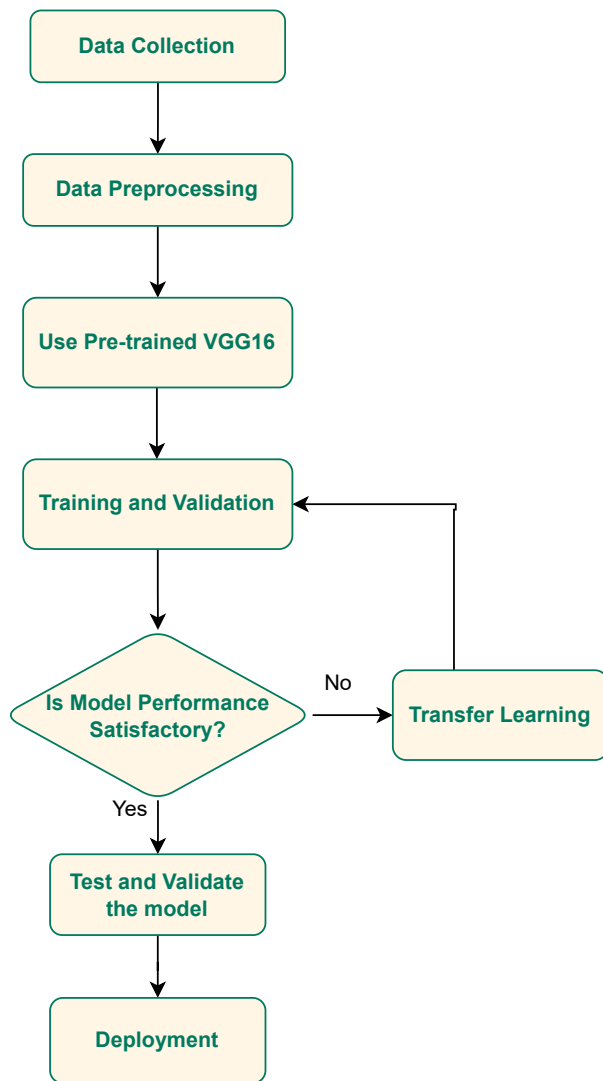 Data Collection
Data Preprocessing
Use Pre-trained VGG16
Training and Validation
Is Model Performance
Satisfactory?
No
Transfer Learning
Yes
Test and Validate
the model
Deployment